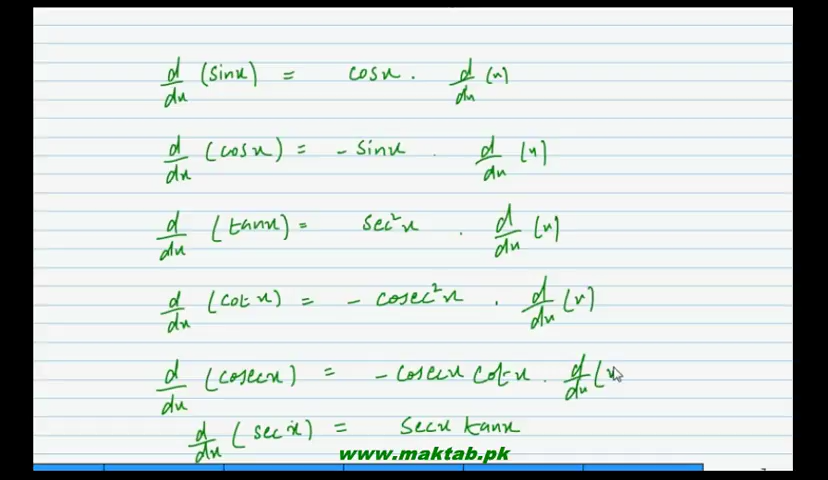 d/dx (sinx) = cosx . d/dx (x)
d/dx (cosx) = - sinx . d/dx (x)
d/dx (tanx) = sec²x . d/dx (x)
d/dx (cotx) = - cosec²x . d/dx (x)
d/dx (cosecx) = - cosecx cotx . d/dx (x
d/dx (secx) = secx tanx
www.maktab.pk